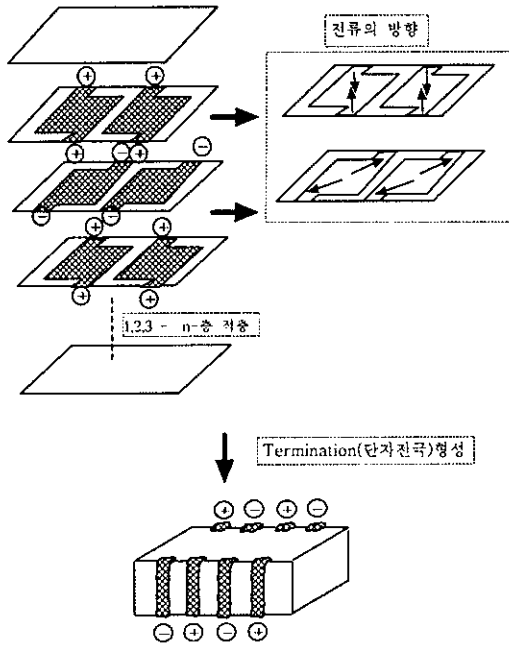 전류의 방향
⊕ ⊕
⊕ ⊖ ⊕ ⊖
⊖ ⊕ ⊖ ⊕
⊕ ⊕
1,2,3 - n-층 적층
Termination(단자전극)형성
⊕ ⊖ ⊕ ⊖
⊖ ⊕ ⊖ ⊕